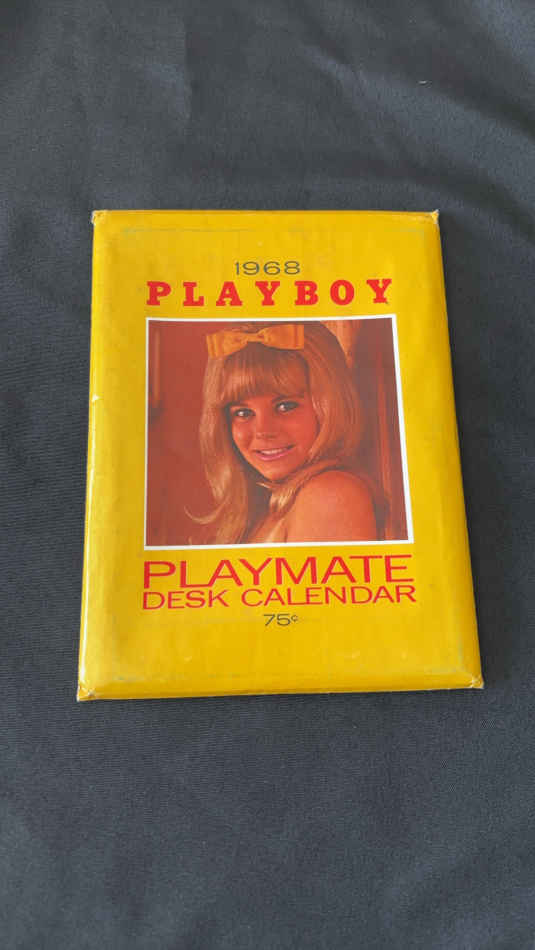 1968
PLAYBOY
PLAYMATE
DESK CALENDAR
75¢